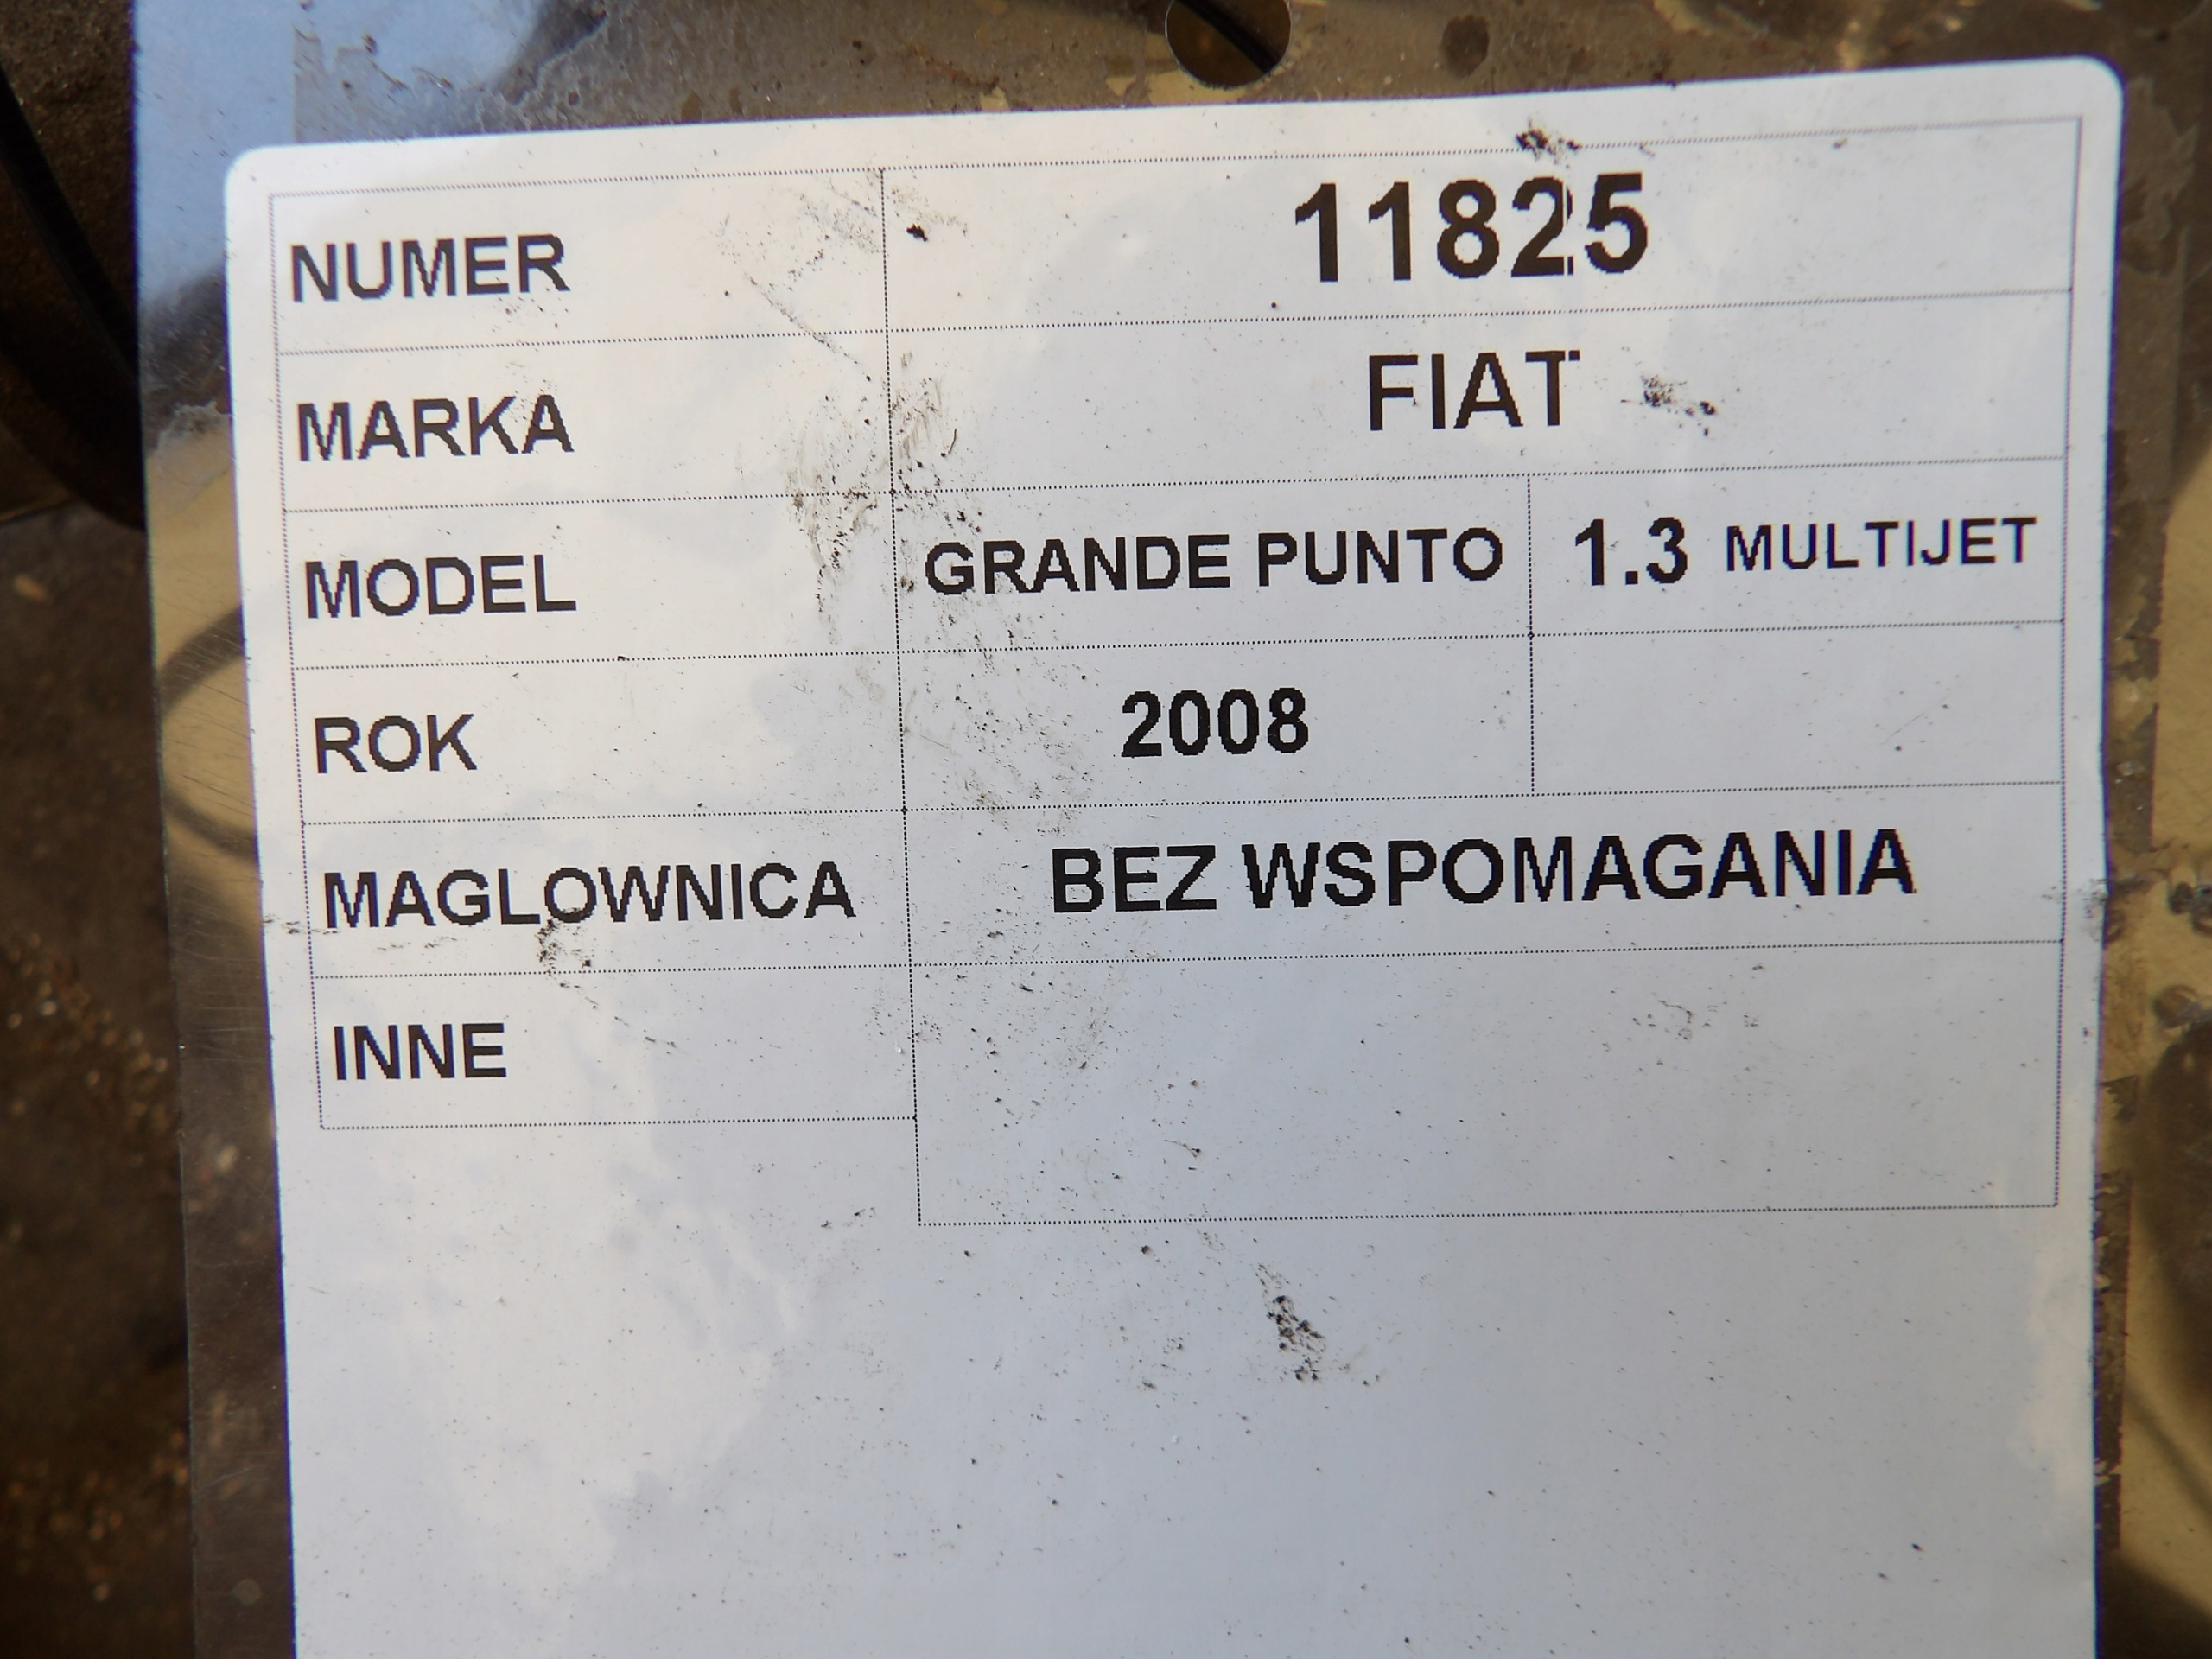 NUMER 11825
MARKA FIAT
MODEL GRANDE PUNTO 1.3 MULTIJET
ROK 2008
MAGLOWNICA BEZ WSPOMAGANIA
INNE